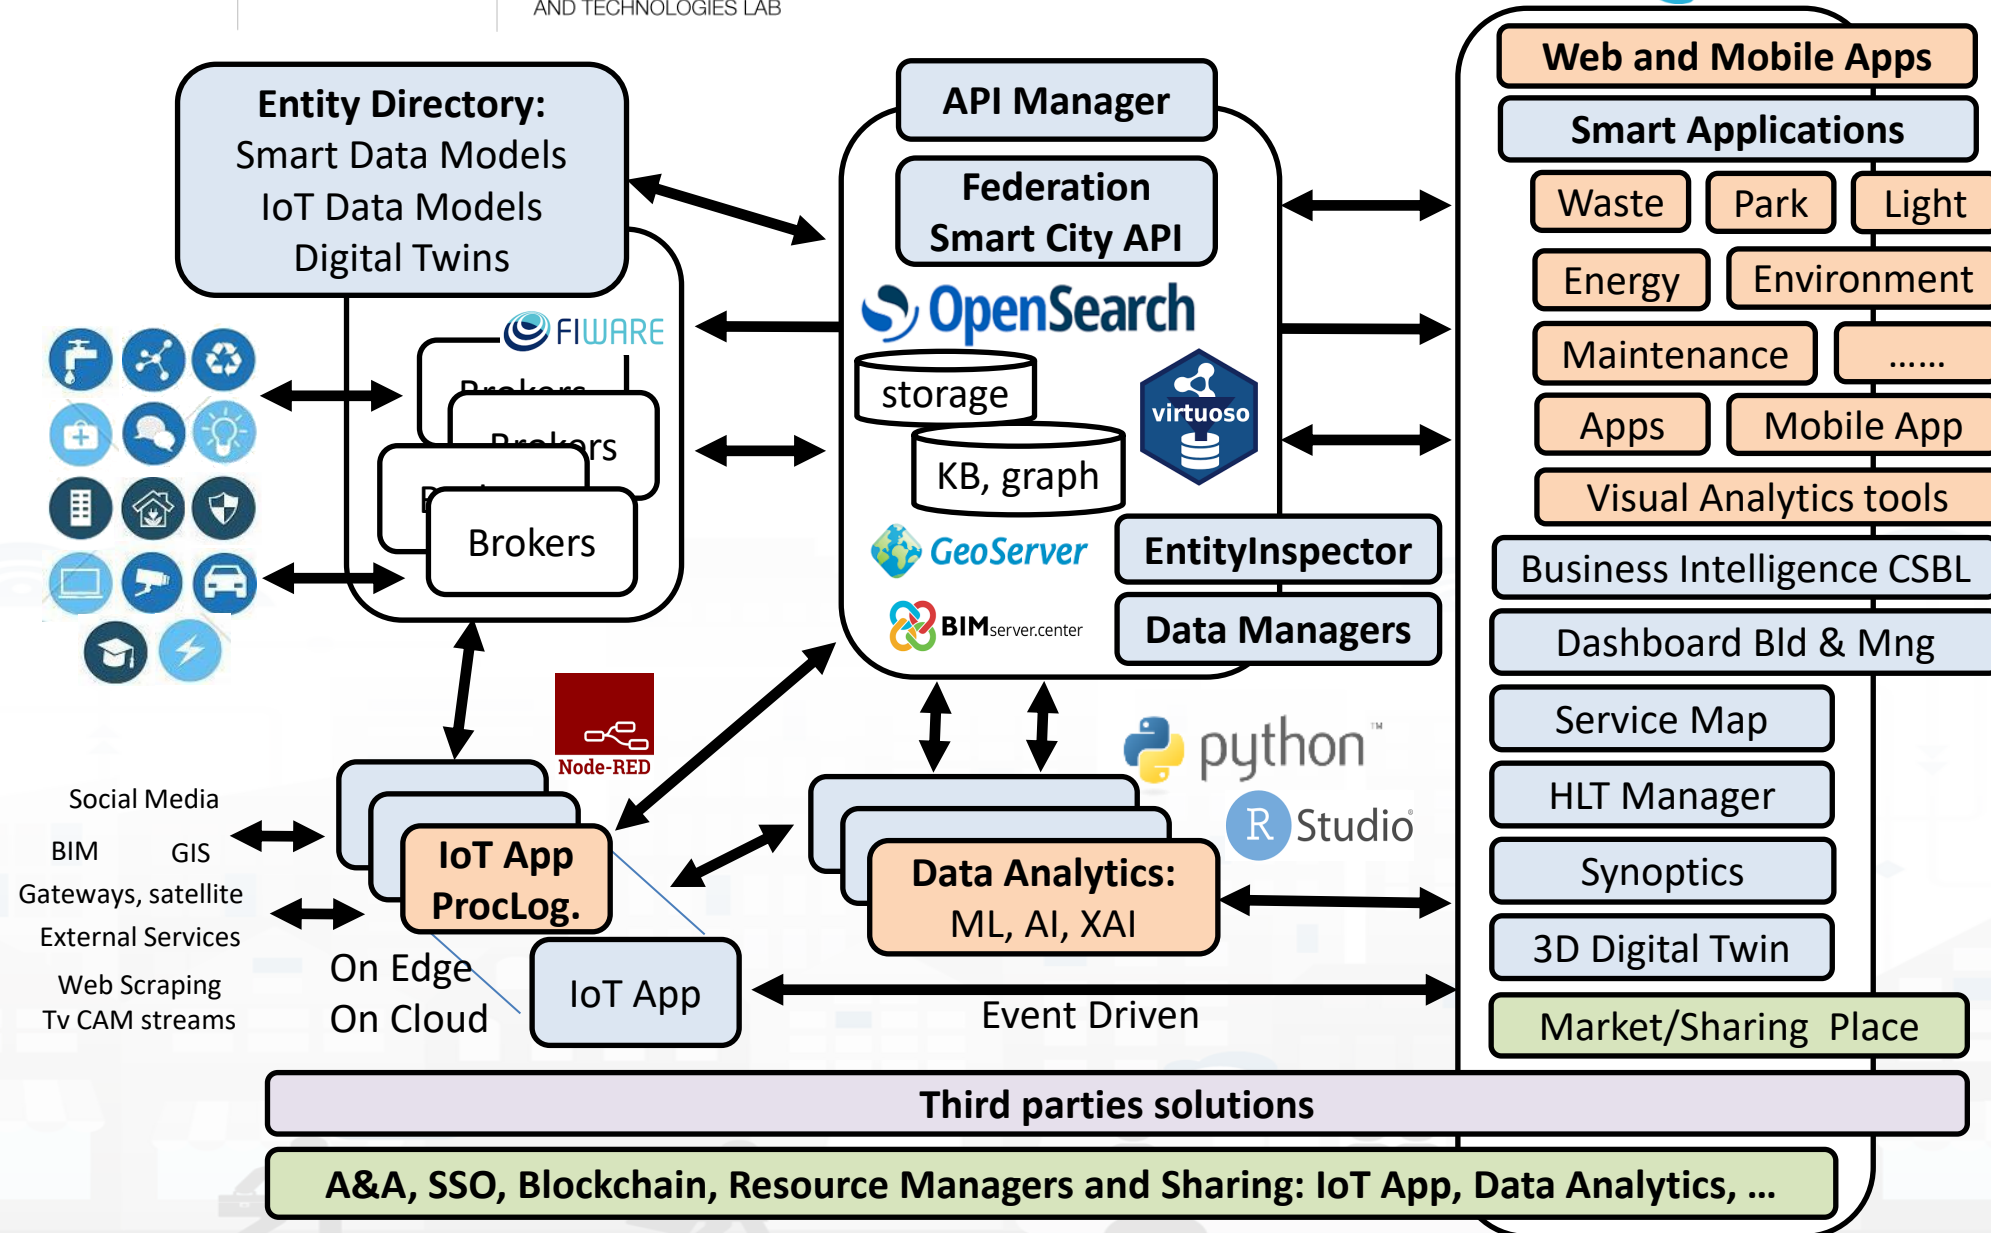 AND TECHNOLOGIES LAB
Entity Directory:
Smart Data Models
IoT Data Models
Digital Twins
FIWARE
Brokers
Brokers
Brokers
API Manager
Federation
Smart City API
OpenSearch
storage
KB, graph
virtuoso
GeoServer
EntityInspector
BIMserver.center
Data Managers
Node-RED
Social Media
BIM
GIS
Gateways, satellite
External Services
Web Scraping
Tv CAM streams
IoT App
ProcLog.
On Edge
On Cloud
IoT App
python™
R Studio®
Data Analytics:
ML, AI, XAI
Event Driven
Web and Mobile Apps
Smart Applications
Waste
Park
Light
Energy
Environment
Maintenance
......
Apps
Mobile App
Visual Analytics tools
Business Intelligence CSBL
Dashboard Bld & Mng
Service Map
HLT Manager
Synoptics
3D Digital Twin
Market/Sharing Place
Third parties solutions
A&A, SSO, Blockchain, Resource Managers and Sharing: IoT App, Data Analytics, ...